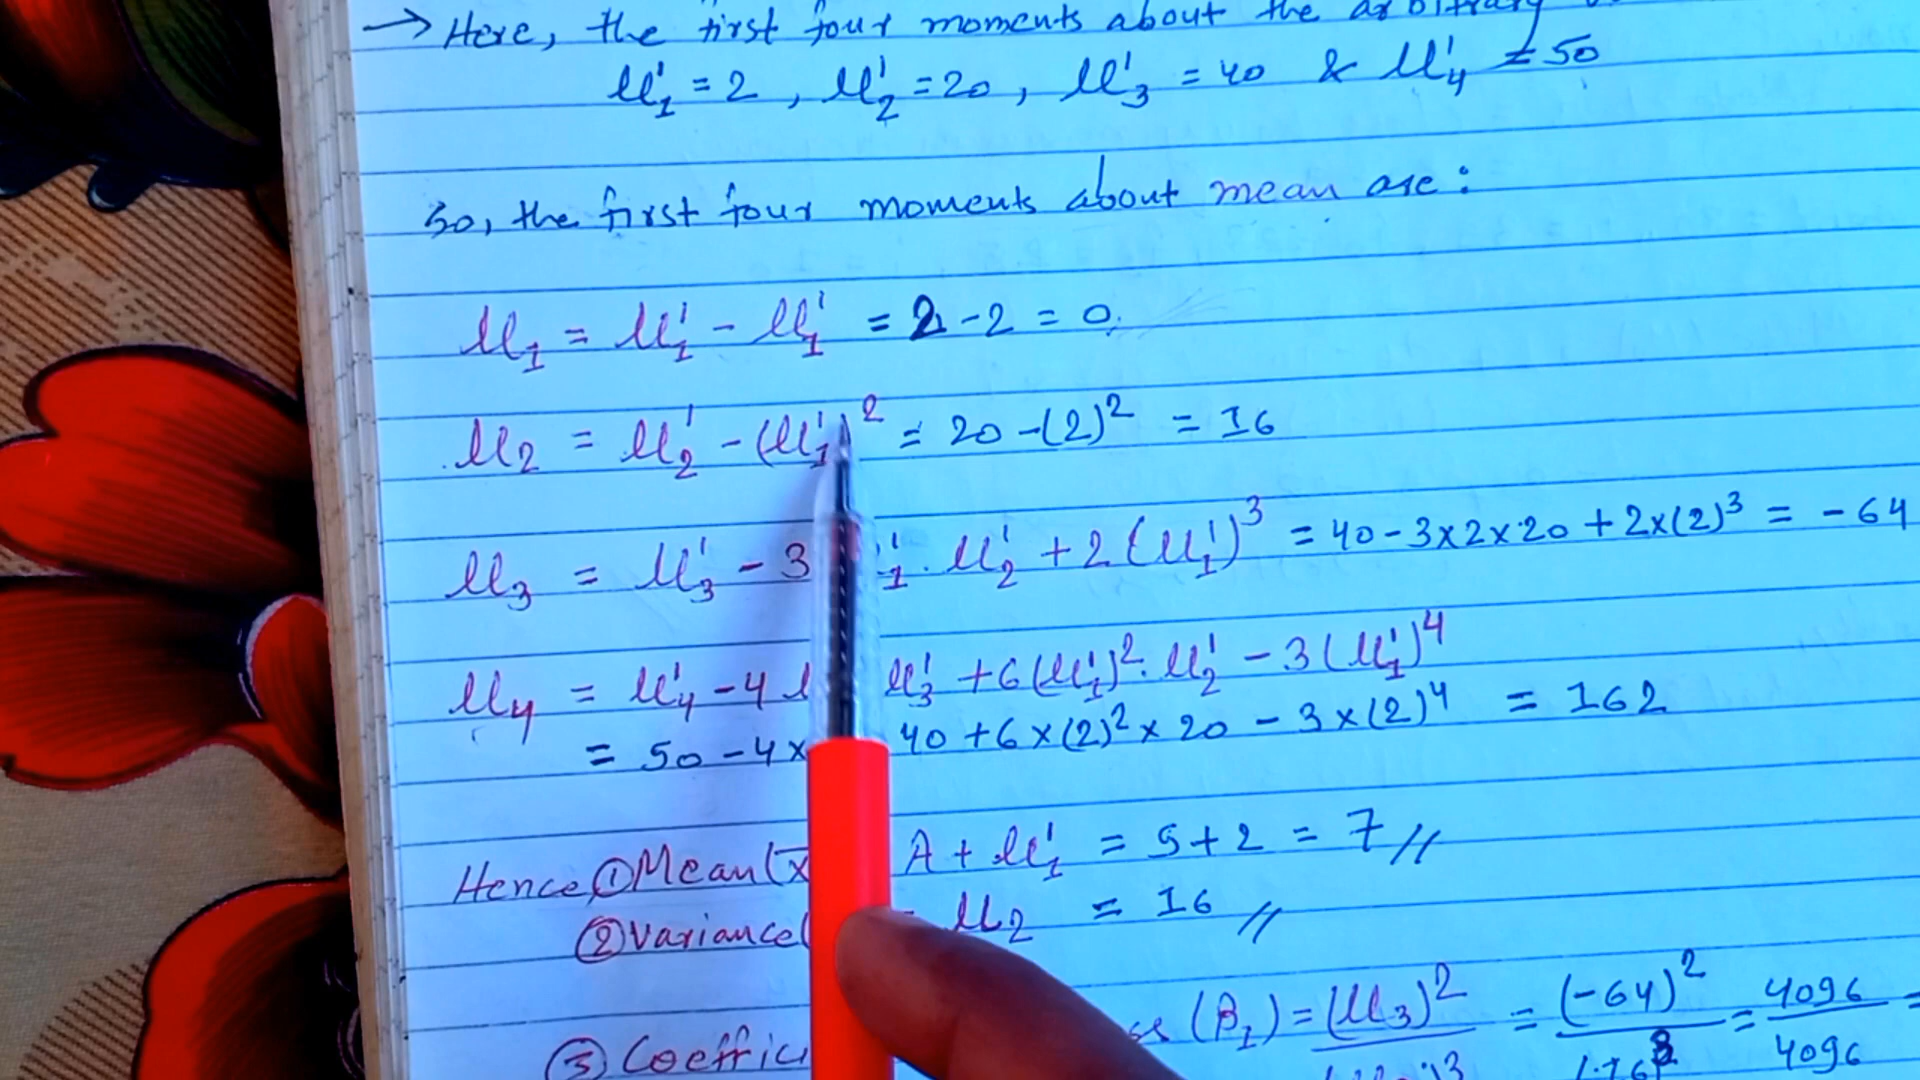 → Here, the first four moments about the arbitrary
μ'₁ = 2 , μ'₂ = 20 , μ'₃ = 40 & μ'₄ = 50
So, the first four moments about mean are :
μ₁ = μ'₁ - μ'₁ = 2 - 2 = 0
μ₂ = μ'₂ - (μ'₁)² = 20 - (2)² = 16
μ₃ = μ'₃ - 3 '₁ . μ'₂ + 2 (μ'₁)³ = 40 - 3×2×20 + 2×(2)³ = - 64
μ₄ = μ'₄ - 4 μ'₃ + 6 (μ'₁)² . μ'₂ - 3 (μ'₁)⁴
= 50 - 4 × 40 + 6 × (2)² × 20 - 3 × (2)⁴ = 162
Hence, ① Mean (x̄ A + μ'₁ = 5 + 2 = 7 //
② Variance ( = μ₂ = 16 //
③ Coeffici (β₁) = (μ₃)² = (-64)² = 4096 =
4096